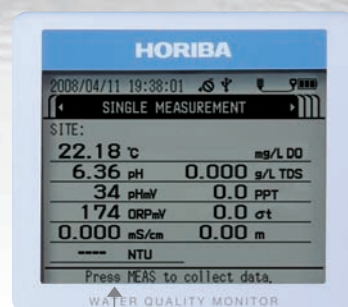 HORIBA
2008/04/11 19:38:01
SINGLE MEASUREMENT
SITE:
22.18 °C mg/L DO
6.36 pH 0.000 g/L TDS
34 pHmV 0.0 PPT
174 ORPmV 0.0 σt
0.000 mS/cm 0.00 m
---- NTU
Press MEAS to collect data.
WATER QUALITY MONITOR